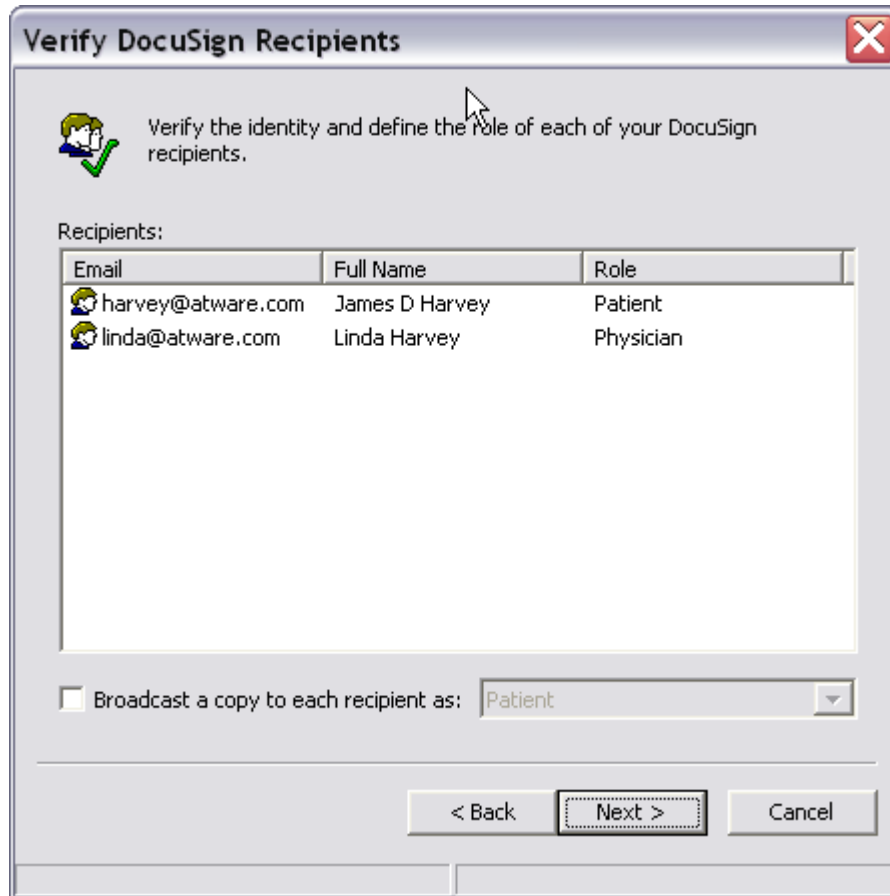 Verify DocuSign Recipients
Verify the identity and define the role of each of your DocuSign
recipients.
Recipients:
Email Full Name Role
harvey@atware.com James D Harvey Patient
linda@atware.com Linda Harvey Physician
Broadcast a copy to each recipient as: Patient
< Back Next > Cancel